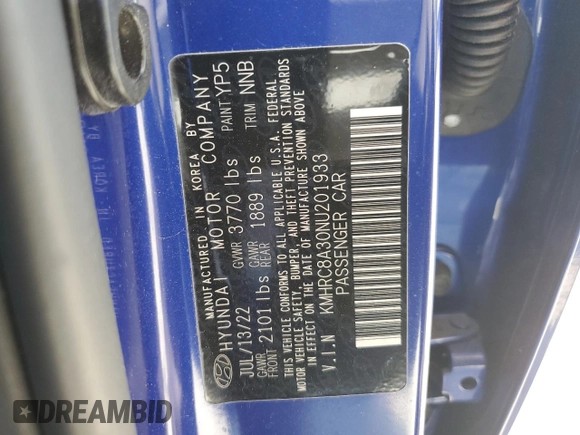 MANUFACTURED IN KOREA BY
HYUNDAI MOTOR COMPANY
JUL/13/22 GVWR 3770 lbs PAINT YP5
GAWR FRONT 2101 lbs GAWR REAR 1889 lbs TRIM NNB
THIS VEHICLE CONFORMS TO ALL APPLICABLE U.S.A. FEDERAL
MOTOR VEHICLE SAFETY, BUMPER, AND THEFT PREVENTION STANDARDS
IN EFFECT ON THE DATE OF MANUFACTURE SHOWN ABOVE
V.I.N KMHRC8A30NU201933
PASSENGER CAR
DREAMBID